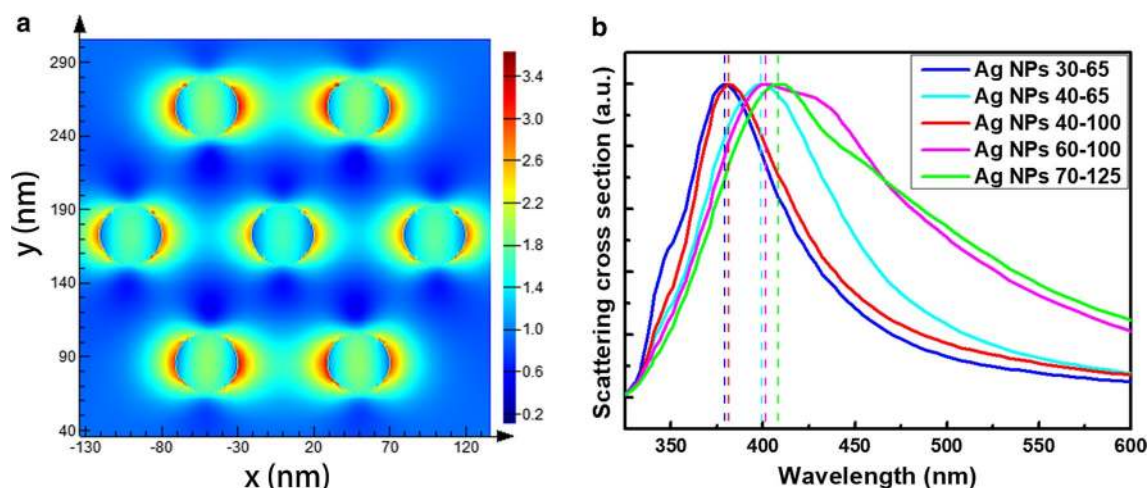 a
290
240
190
140
90
40
y (nm)
-130
-80
-30
20
70
120
x (nm)
3.4
3.0
2.6
2.2
1.8
1.4
1.0
0.6
0.2
b
Scattering cross section (a.u.)
Ag NPs 30-65
Ag NPs 40-65
Ag NPs 40-100
Ag NPs 60-100
Ag NPs 70-125
350
400
450
500
550
600
Wavelength (nm)